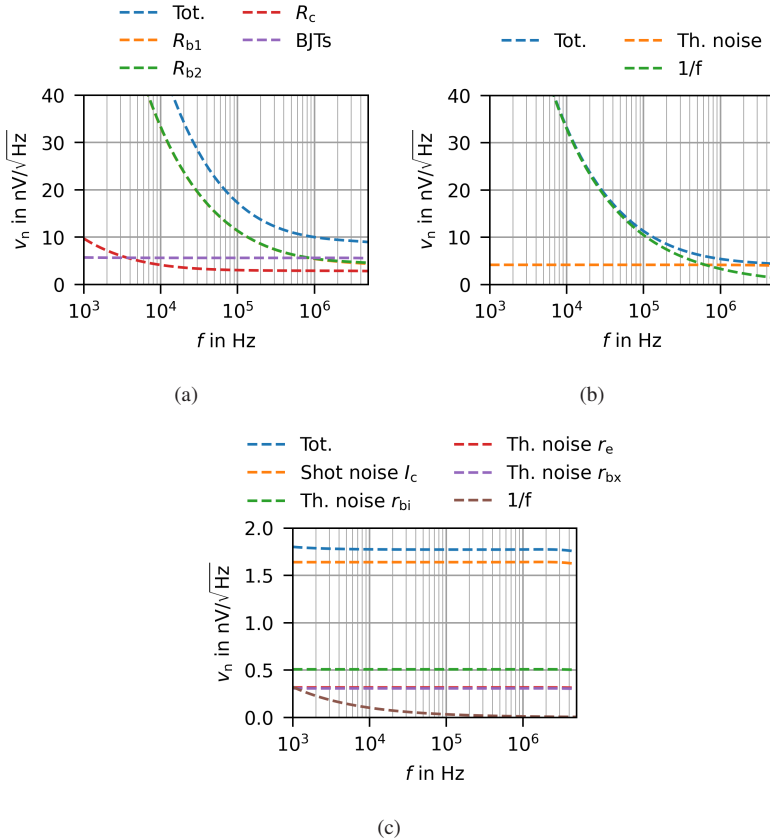 Tot.
R_b1
R_b2
R_c
BJTs
v_n in nV/√Hz
40
30
20
10
0
10^3 10^4 10^5 10^6
f in Hz
(a)
Tot.
Th. noise
1/f
v_n in nV/√Hz
40
30
20
10
0
10^3 10^4 10^5 10^6
f in Hz
(b)
Tot.
Shot noise I_c
Th. noise r_bi
Th. noise r_e
Th. noise r_bx
1/f
v_n in nV/√Hz
2.0
1.5
1.0
0.5
0.0
10^3 10^4 10^5 10^6
f in Hz
(c)